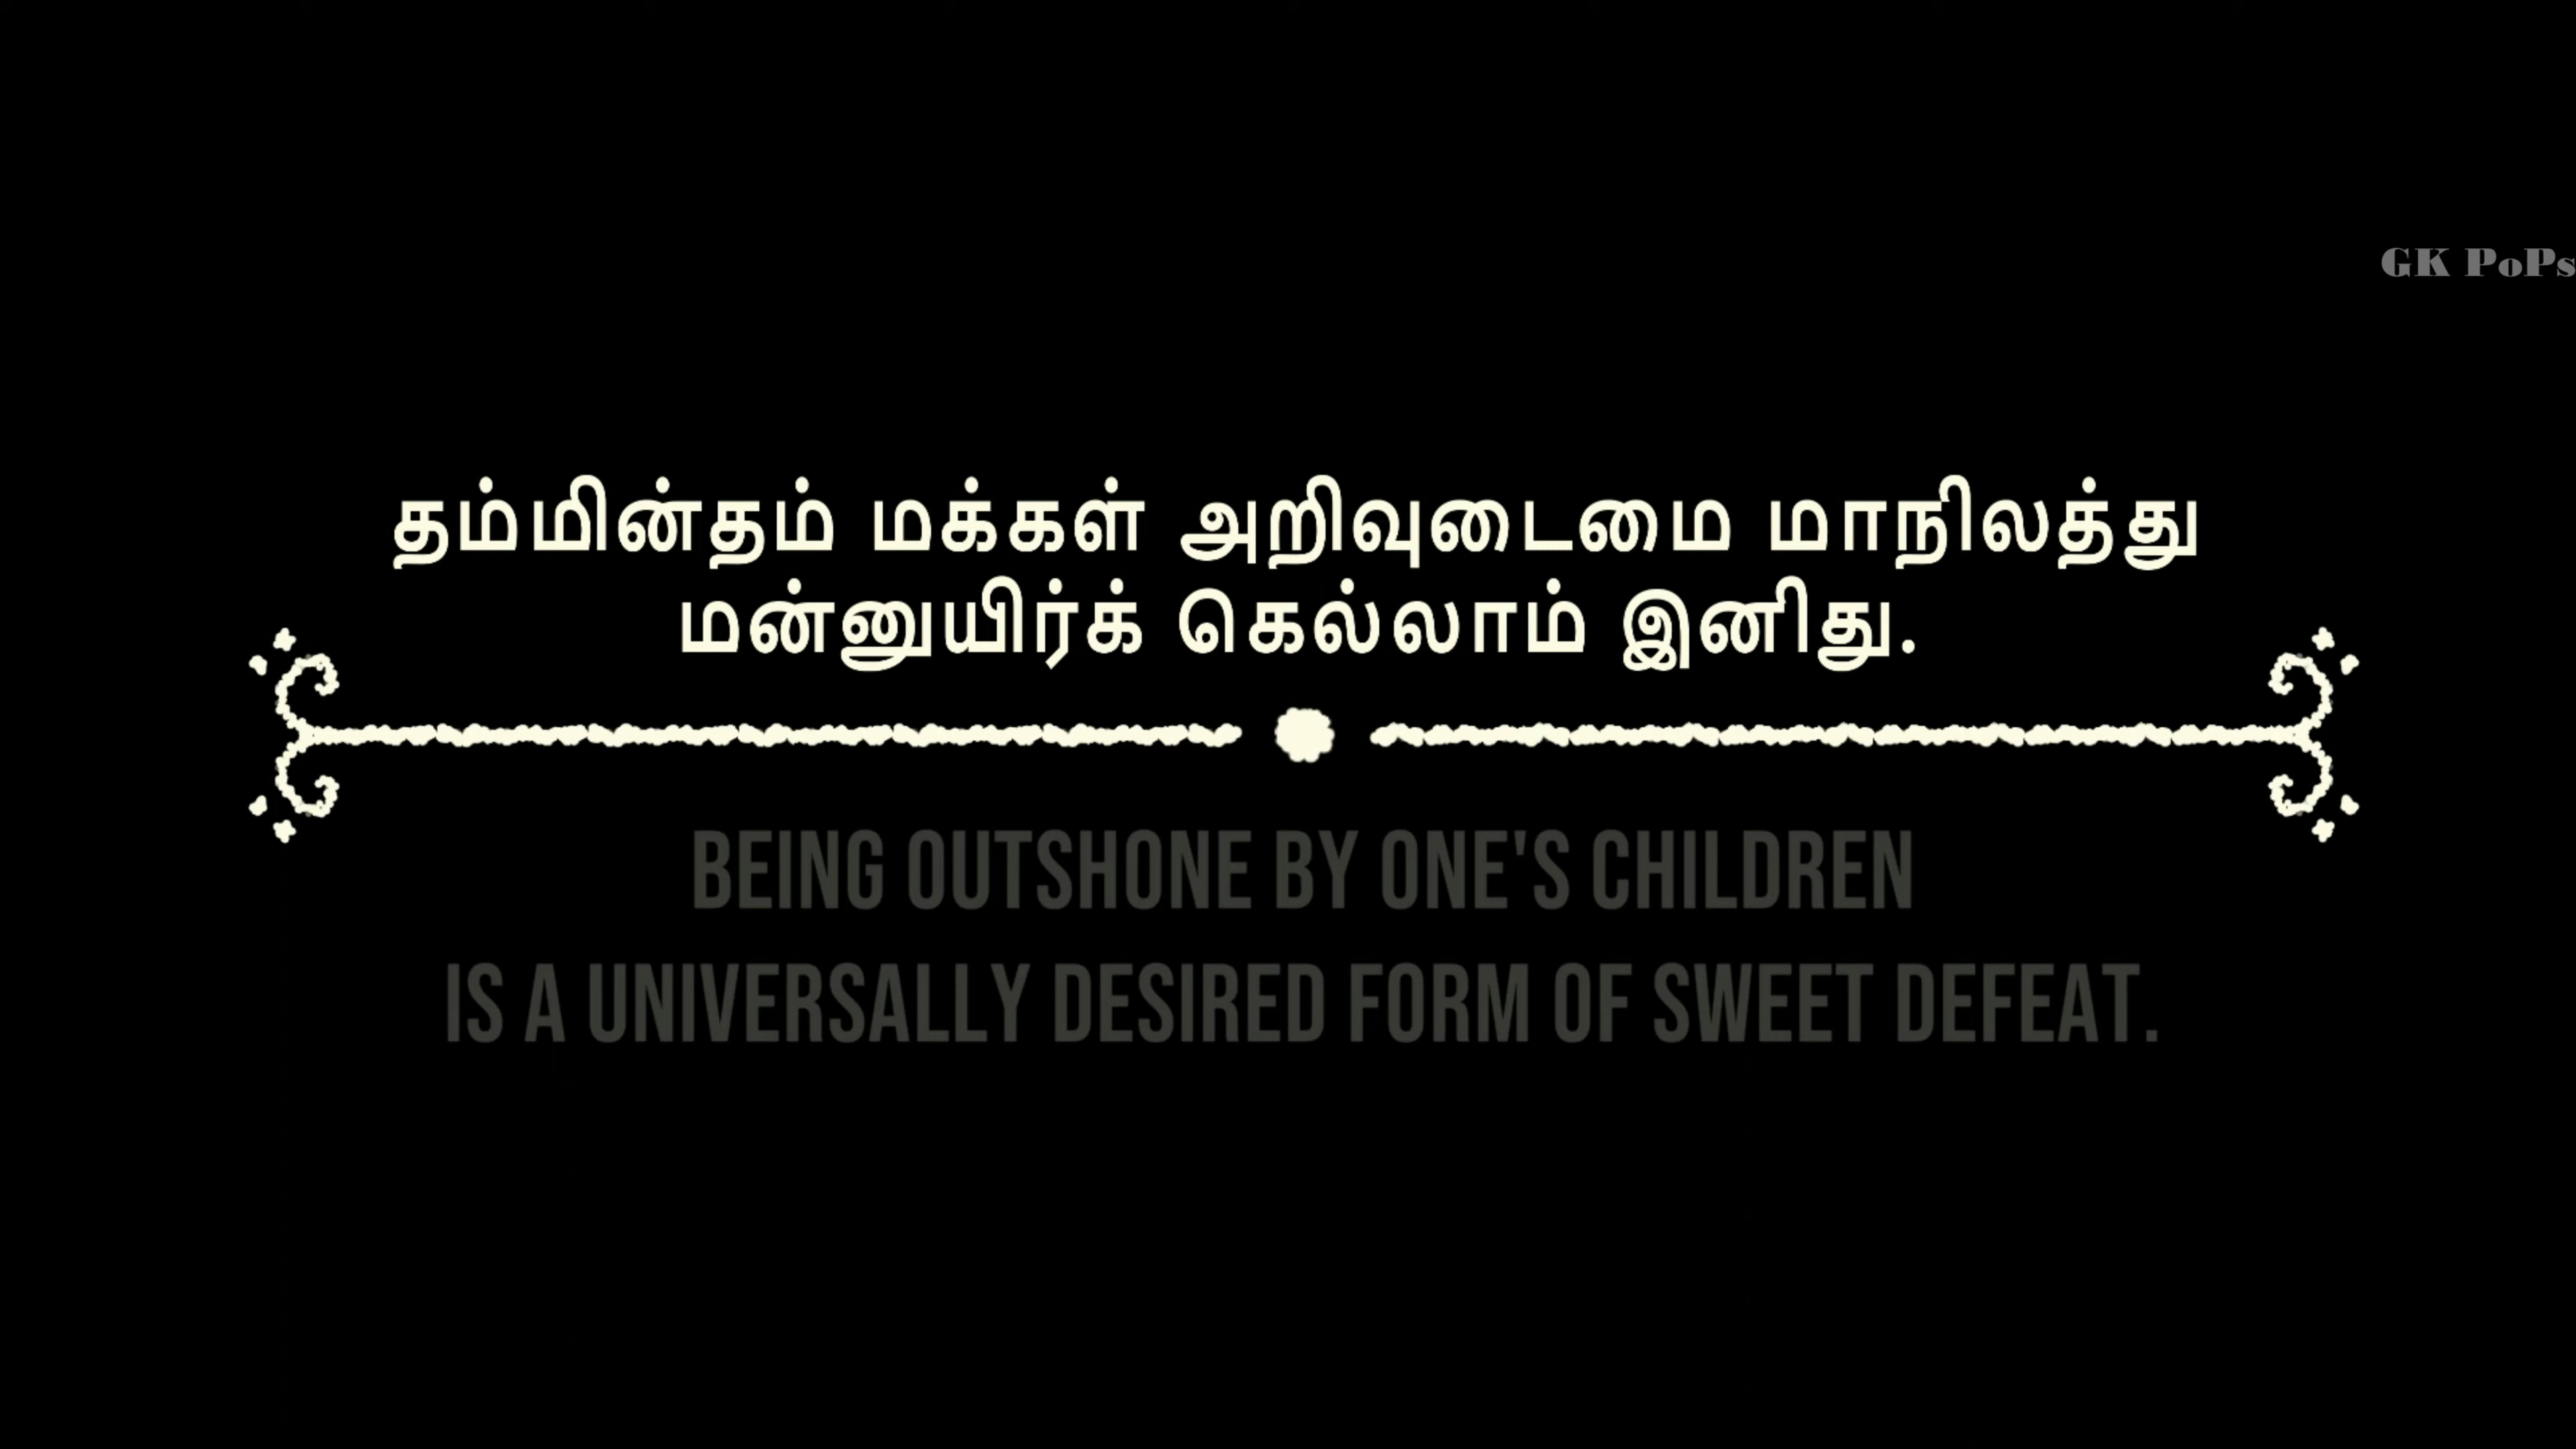 GK PoPs
தம்மின்தம் மக்கள் அறிவுடைமை மாநிலத்து
மன்னுயிர்க் கெல்லாம் இனிது.
BEING OUTSHONE BY ONE'S CHILDREN
IS A UNIVERSALLY DESIRED FORM OF SWEET DEFEAT.